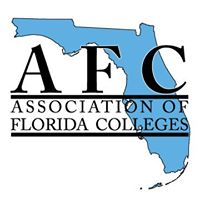 AFC
ASSOCIATION OF
FLORIDA COLLEGES